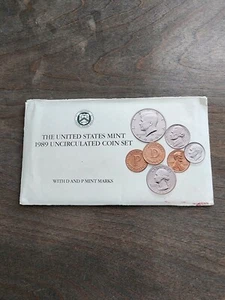 THE UNITED STATES MINT
1989 UNCIRCULATED COIN SET
WITH D AND P MINT MARKS